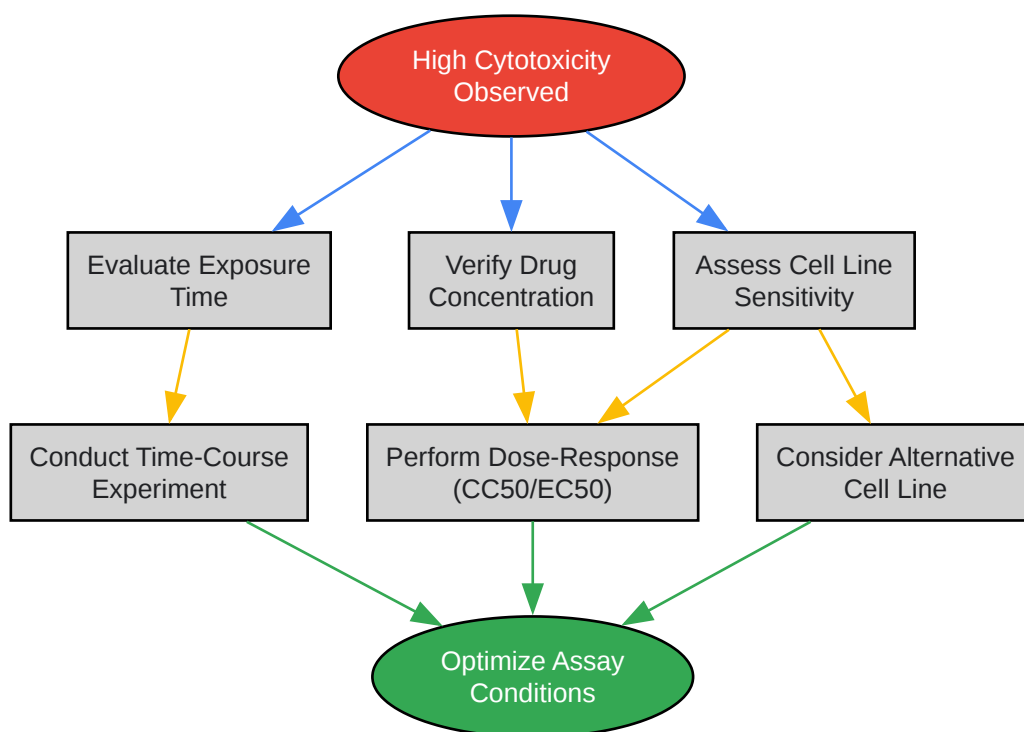 High Cytotoxicity
Observed
Evaluate Exposure
Time
Verify Drug
Concentration
Assess Cell Line
Sensitivity
Conduct Time-Course
Experiment
Perform Dose-Response
(CC50/EC50)
Consider Alternative
Cell Line
Optimize Assay
Conditions